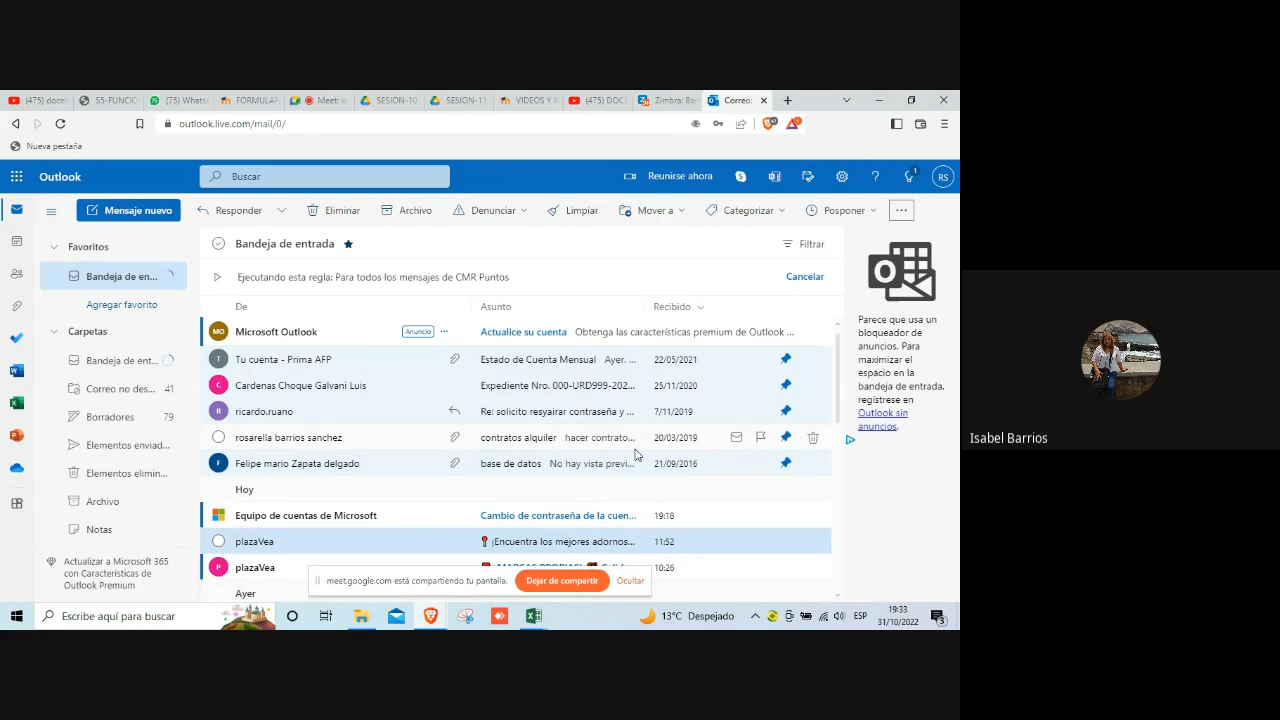 (475) docen
S5-FUNCIO
(75) WhatsA
FORMULAR
Meet: s
SESION-10
SESION-11
VIDEOS Y M
(475) DOCE
Zimbra: Ba
Correo:
outlook.live.com/mail/0/
Nueva pestaña
Outlook
Buscar
Reunirse ahora
1
RS
Mensaje nuevo
Responder
Eliminar
Archivo
Denunciar
Limpiar
Mover a
Categorizar
Posponer
Favoritos
Bandeja de en...
Agregar favorito
Carpetas
Bandeja de ent...
Correo no des... 41
Borradores 79
Elementos enviad...
Elementos elimin...
Archivo
Notas
Actualizar a Microsoft 365
con Características de
Outlook Premium
Bandeja de entrada
Filtrar
Ejecutando esta regla: Para todos los mensajes de CMR Puntos
Cancelar
De Asunto Recibido
MO Microsoft Outlook Anuncio Actualice su cuenta Obtenga las características premium de Outlook ...
T Tu cuenta - Prima AFP Estado de Cuenta Mensual Ayer, ... 22/05/2021
C Cardenas Choque Galvani Luis Expediente Nro. 000-URD999-202... 25/11/2020
R ricardo.ruano Re: solicito resyairar contraseña y ... 7/11/2019
rosarella barrios sanchez contratos alquiler hacer contrato... 20/03/2019
F Felipe mario Zapata delgado base de datos No hay vista previ... 21/09/2016
Hoy
Equipo de cuentas de Microsoft Cambio de contraseña de la cuen... 19:18
plazaVea ¡Encuentra los mejores adornos... 11:52
P plazaVea 10:26
Ayer
meet.google.com está compartiendo tu pantalla.
Dejar de compartir
Ocultar
Parece que usa un
bloqueador de
anuncios. Para
maximizar el
espacio en la
bandeja de entrada,
regístrese en
Outlook sin
anuncios.
Escribe aquí para buscar
13°C Despejado
ESP
19:33
31/10/2022
3
Isabel Barrios